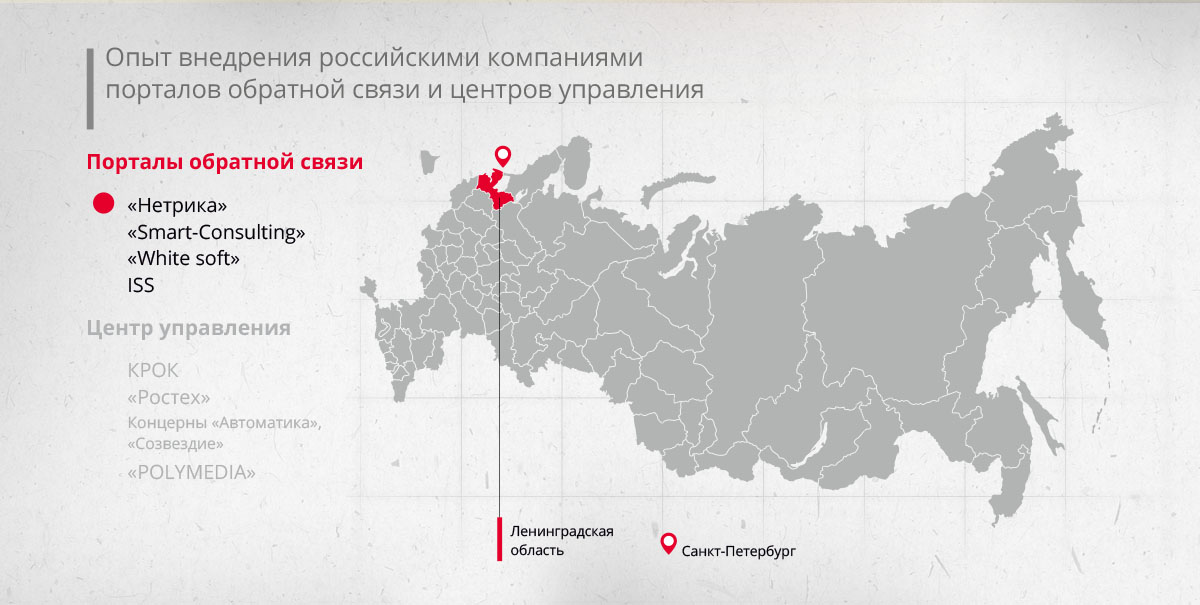 Опыт внедрения российскими компаниями
порталов обратной связи и центров управления
Порталы обратной связи
«Нетрика»
«Smart-Consulting»
«White soft»
ISS
Центр управления
КРОК
«Ростех»
Концерны «Автоматика»,
«Созвездие»
«POLYMEDIA»
Ленинградская
область
Санкт-Петербург